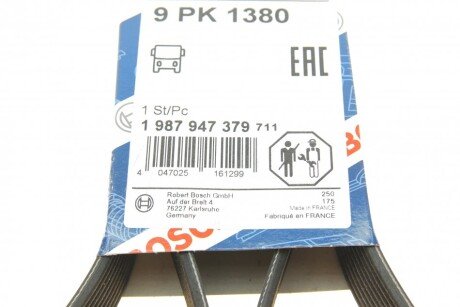 9 PK 1380
EAC
1 St/Pc
1 987 947 379 711
4 047025 161299
Robert Bosch GmbH
Auf der Breit 4
76227 Karlsruhe
Germany
250
175
Made in FRANCE
Fabriqué en FRANCE
BOSCH